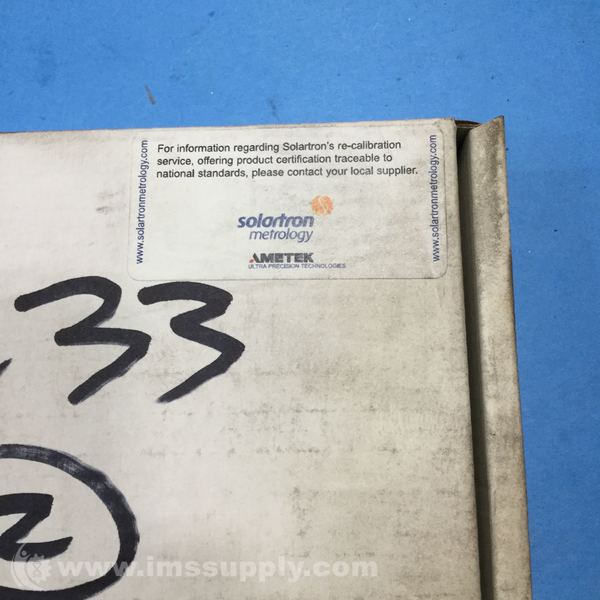 For information regarding Solartron's re-calibration
service, offering product certification traceable to
national standards, please contact your local supplier.
www.solartronmetrology.com
www.solartronmetrology.com
solartron
metrology
AMETEK
ULTRA PRECISION TECHNOLOGIES
33
2
www.imssupply.com